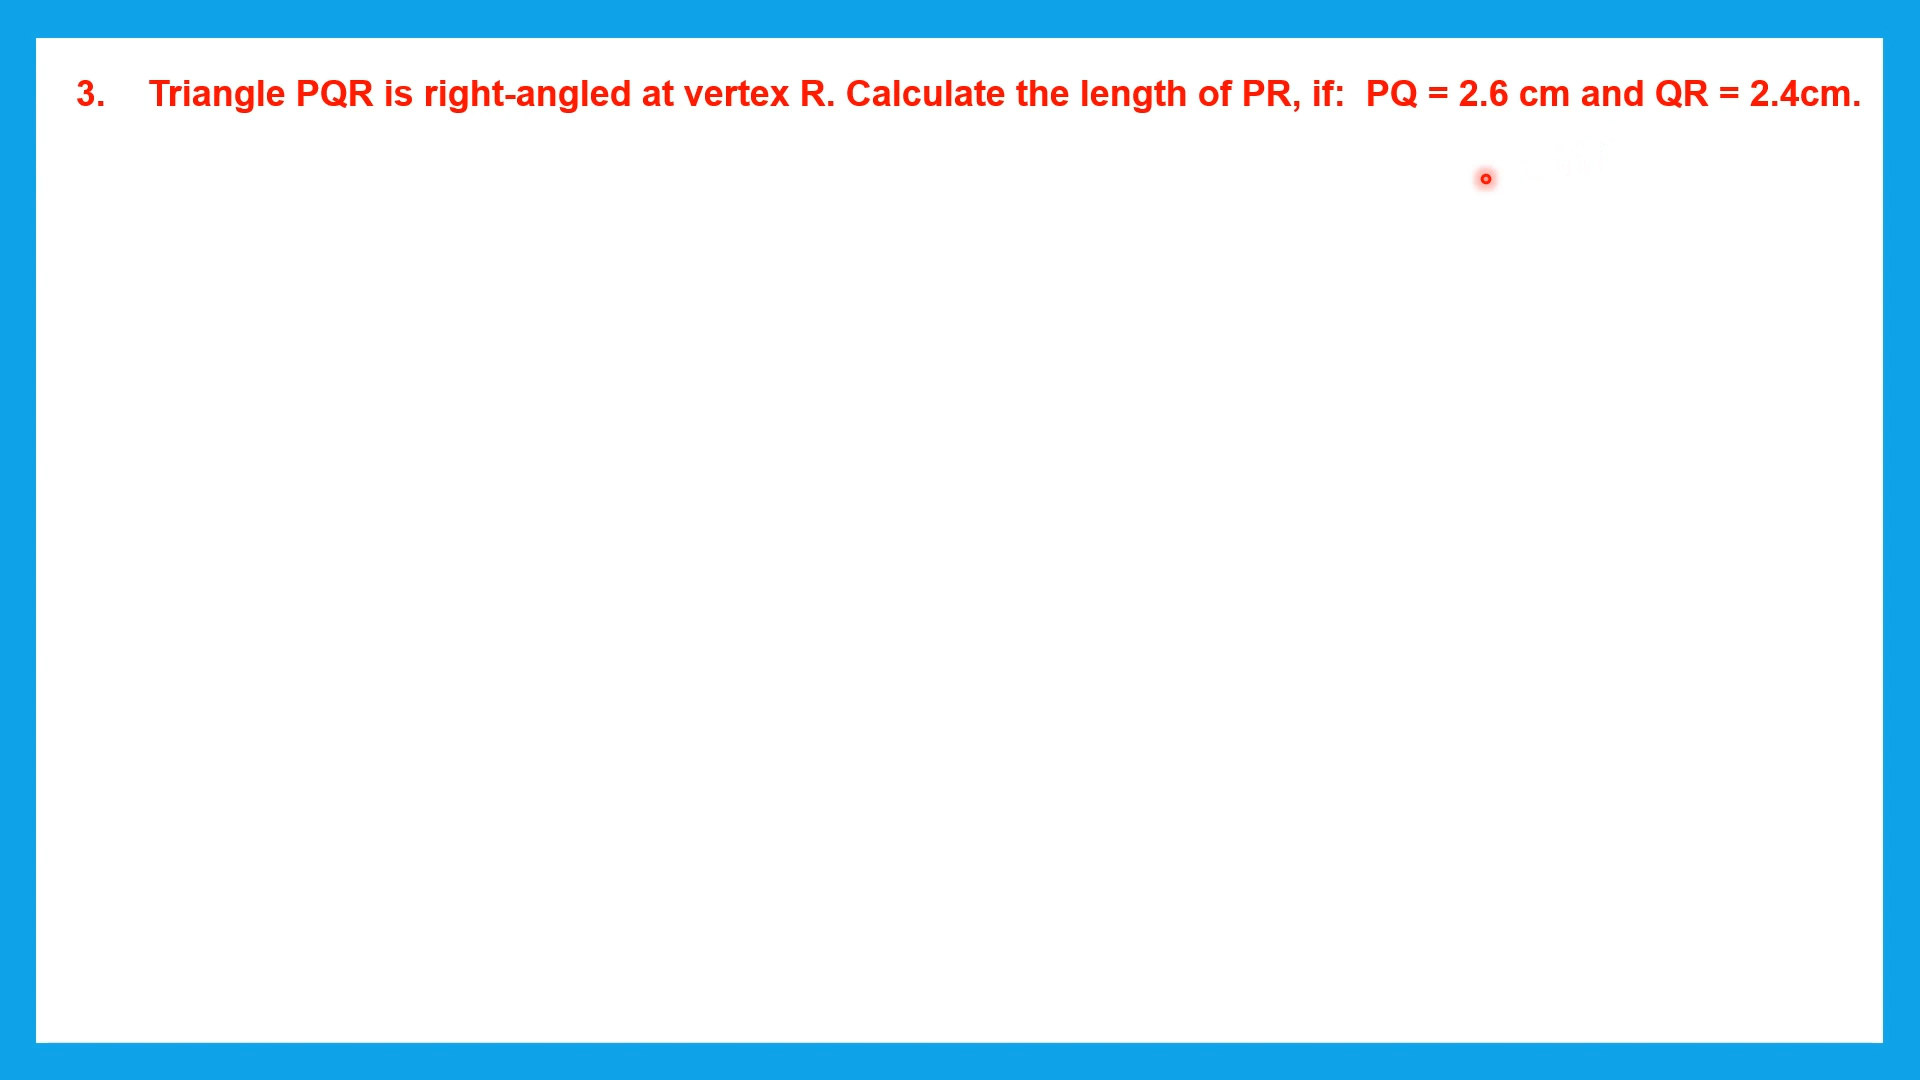 3. Triangle PQR is right-angled at vertex R. Calculate the length of PR, if: PQ = 2.6 cm and QR = 2.4cm.